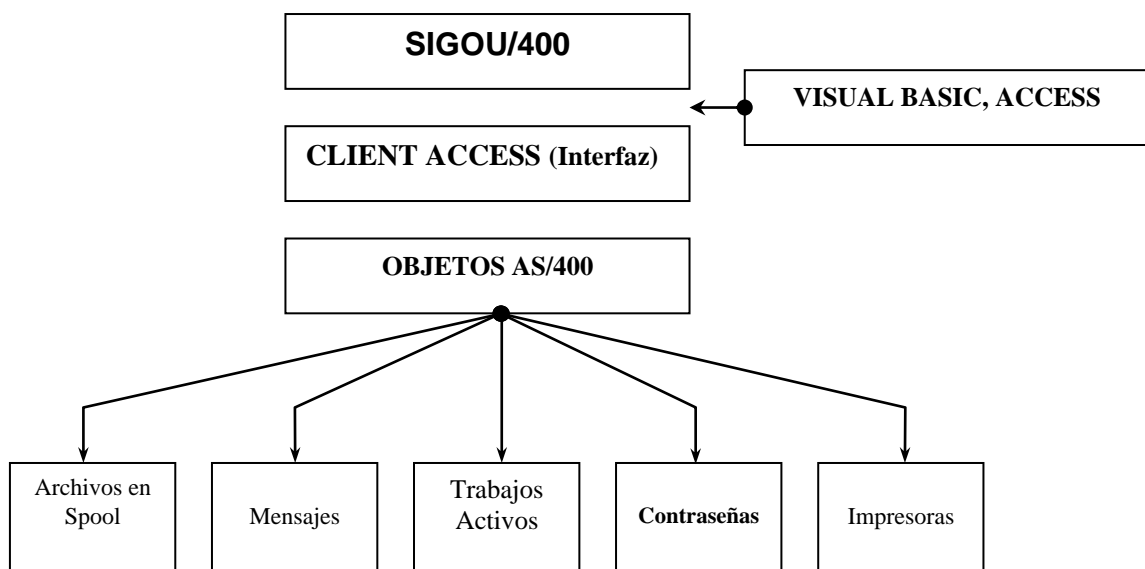 SIGOU/400
VISUAL BASIC, ACCESS
CLIENT ACCESS (Interfaz)
OBJETOS AS/400
Archivos en
Spool
Mensajes
Trabajos
Activos
Contraseñas
Impresoras